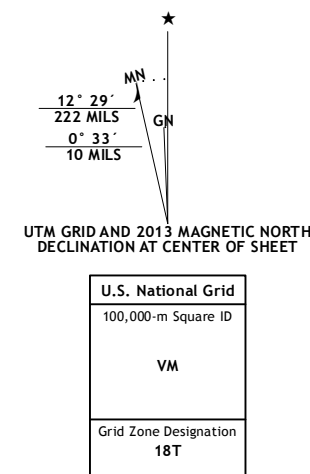 ★
MN
12° 29´
222 MILS
GN
0° 33´
10 MILS
UTM GRID AND 2013 MAGNETIC NORTH
DECLINATION AT CENTER OF SHEET
U.S. National Grid
100,000-m Square ID
VM
Grid Zone Designation
18T